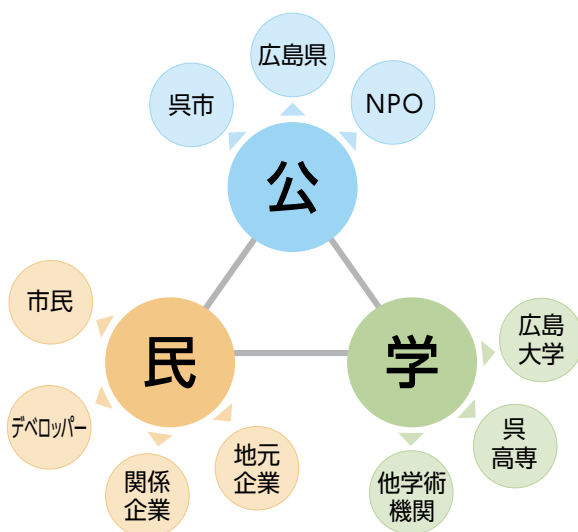 広島県
呉市
NPO
公
市民
民
学
広島
大学
デベロッパー
呉
高専
地元
企業
関係
企業
他学術
機関